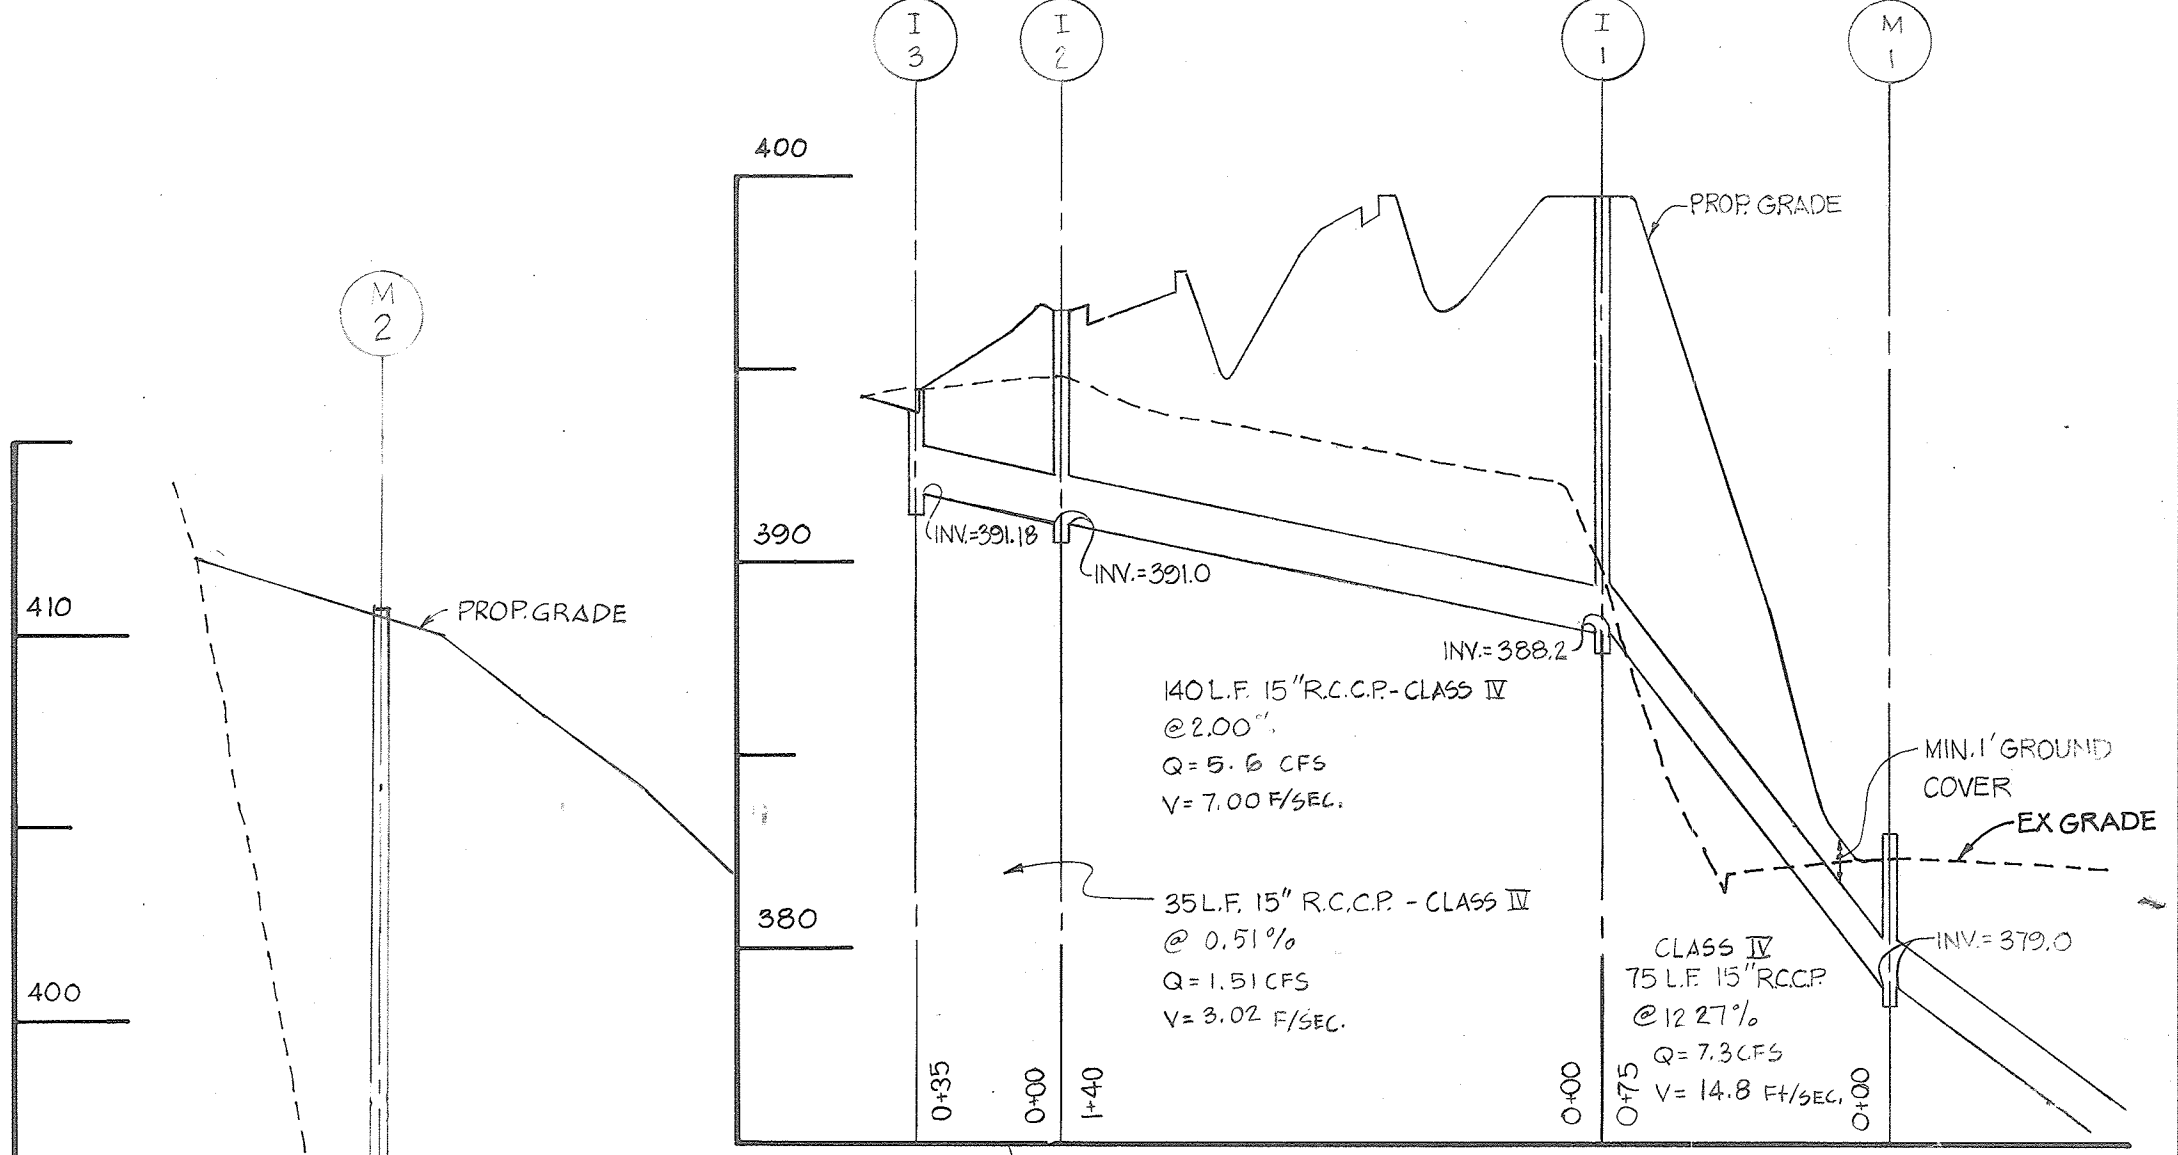 I
3
I
2
I
1
M
1
400
PROP. GRADE
M
2
390
INV.=391.18
INV.=391.0
410
PROP. GRADE
INV.=388.2
140 L.F. 15" R.C.C.P.-CLASS IV
@ 2.00%
Q=5.6 CFS
V=7.00 F/SEC.
MIN. 1' GROUND
COVER
EX GRADE
380
35 L.F. 15" R.C.C.P. - CLASS IV
@ 0.51%
Q=1.51 CFS
V=3.02 F/SEC.
CLASS IV
75 L.F. 15" R.C.C.P.
@ 12 27%
Q=7.3 CFS
V=14.8 Ft/SEC.
INV.=379.0
400
0+35
0+00
1+40
0+00
0+75
0+00